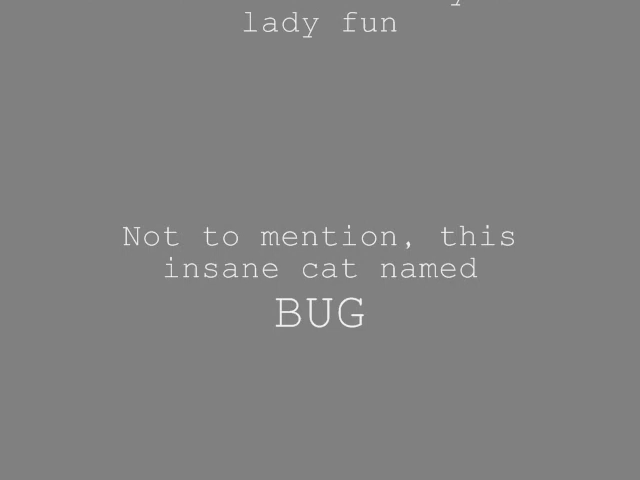 lady fun
Not to mention, this
insane cat named
BUG